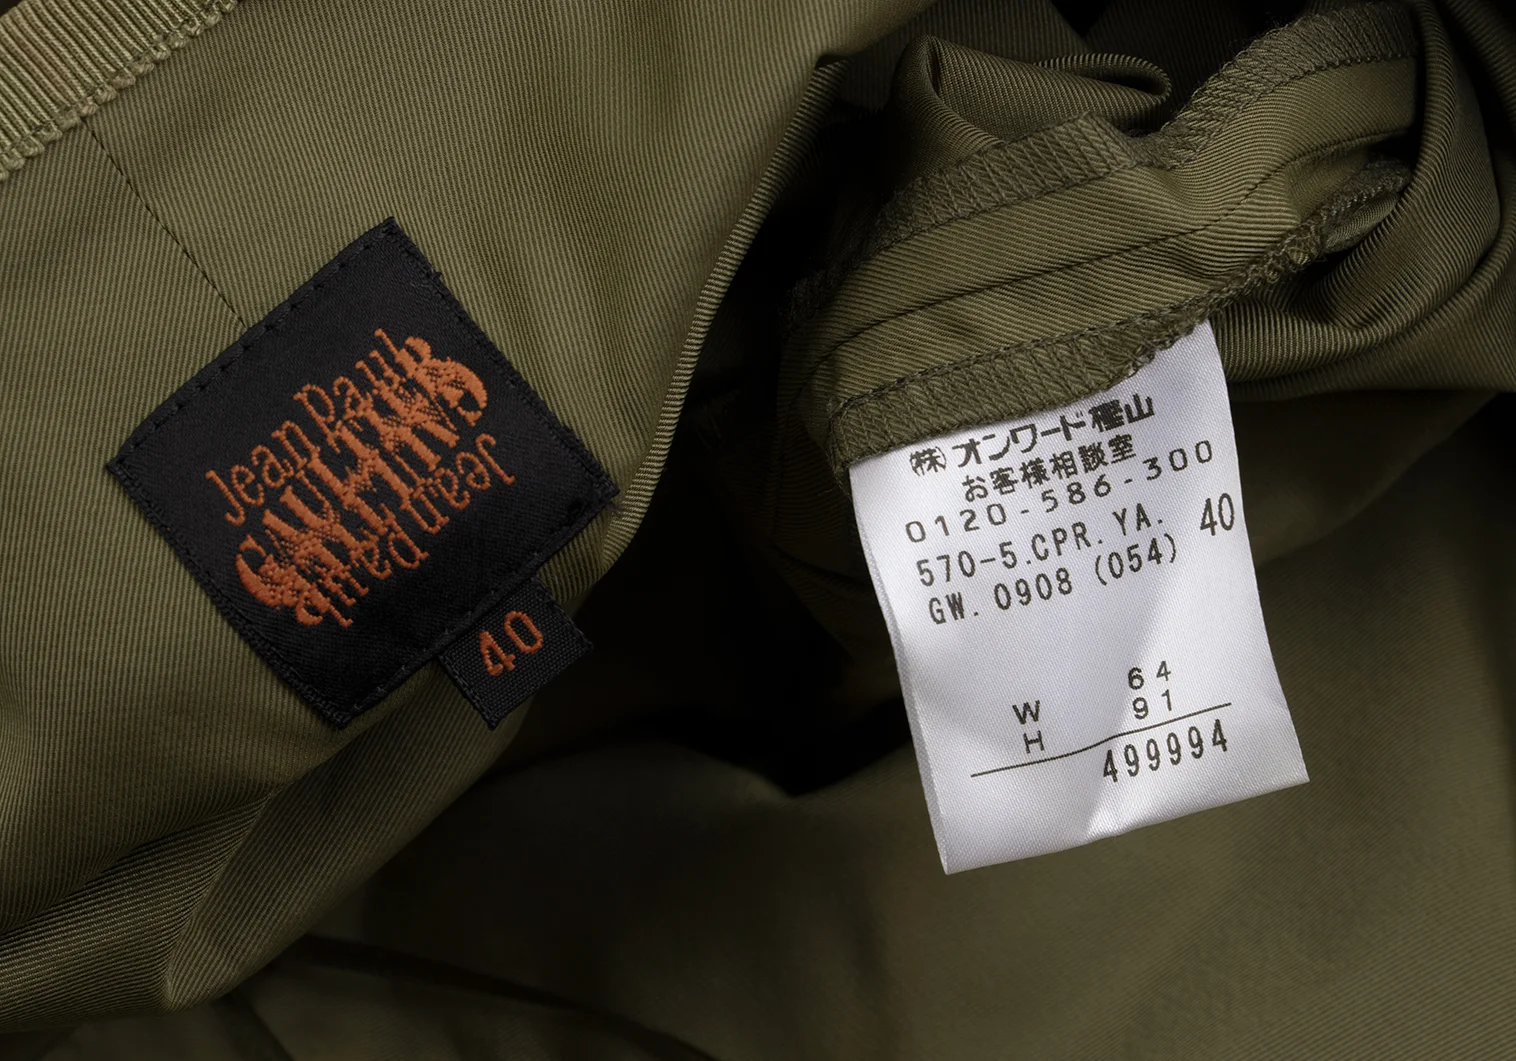 Jean Paul
GAULTIER
Jean Paul
40
(株)オンワード樫山
お客様相談室
0120-586-300
570-5.CPR.YA. 40
GW.0908 (054)
W 64
H 91
499994